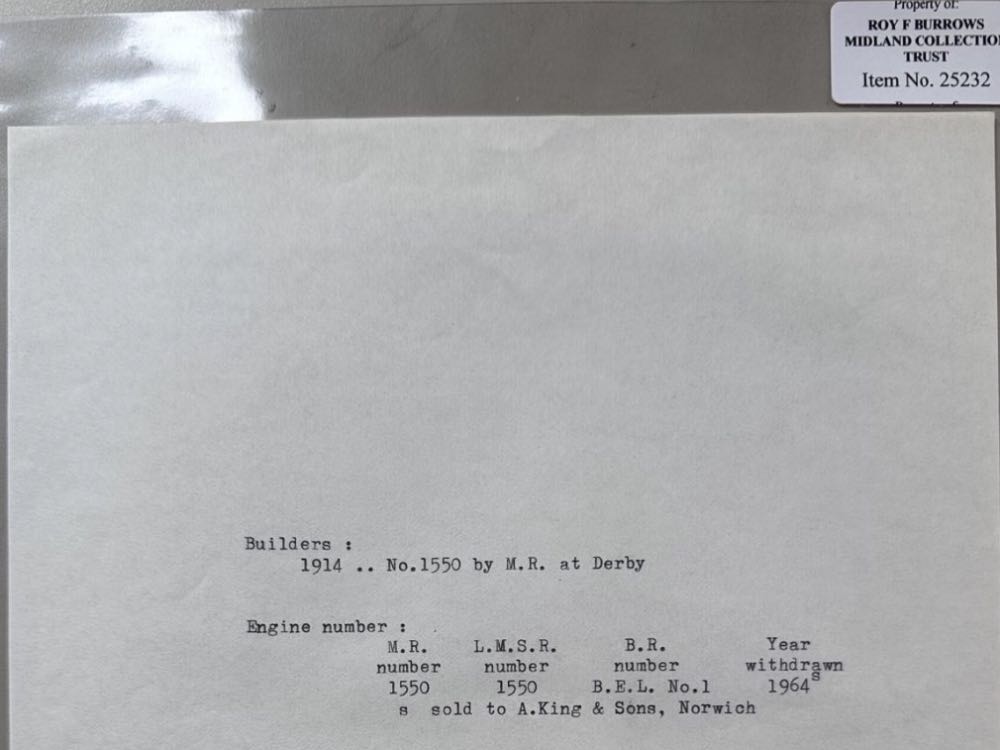 Property of:
ROY F BURROWS
MIDLAND COLLECTIO
TRUST
Item No. 25232
Builders :
1914 .. No.1550 by M.R. at Derby
Engine number :
M.R. L.M.S.R. B.R. Year
number number number withdrawn
1550 1550 B.E.L. No.1 1964s
s sold to A.King & Sons, Norwich